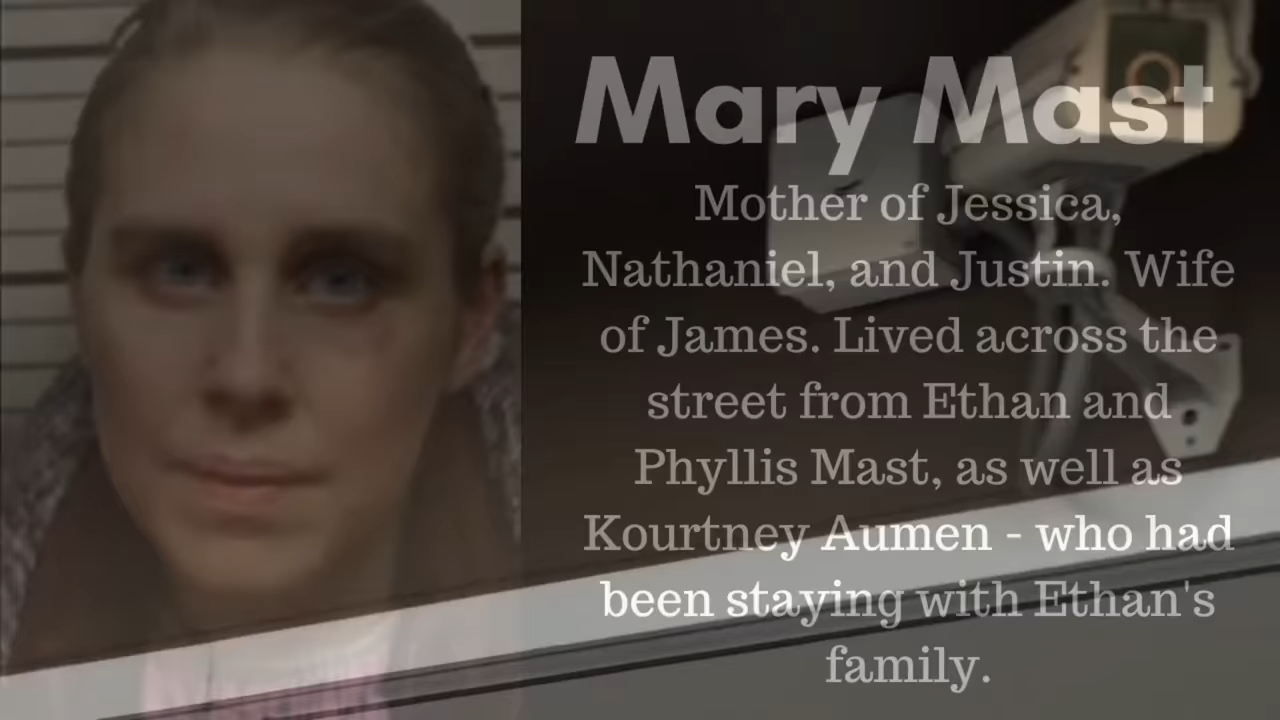 Mary Mast
Mother of Jessica,
Nathaniel, and Justin. Wife
of James. Lived across the
street from Ethan and
Phyllis Mast, as well as
Kourtney Aumen - who had
been staying with Ethan's
family.